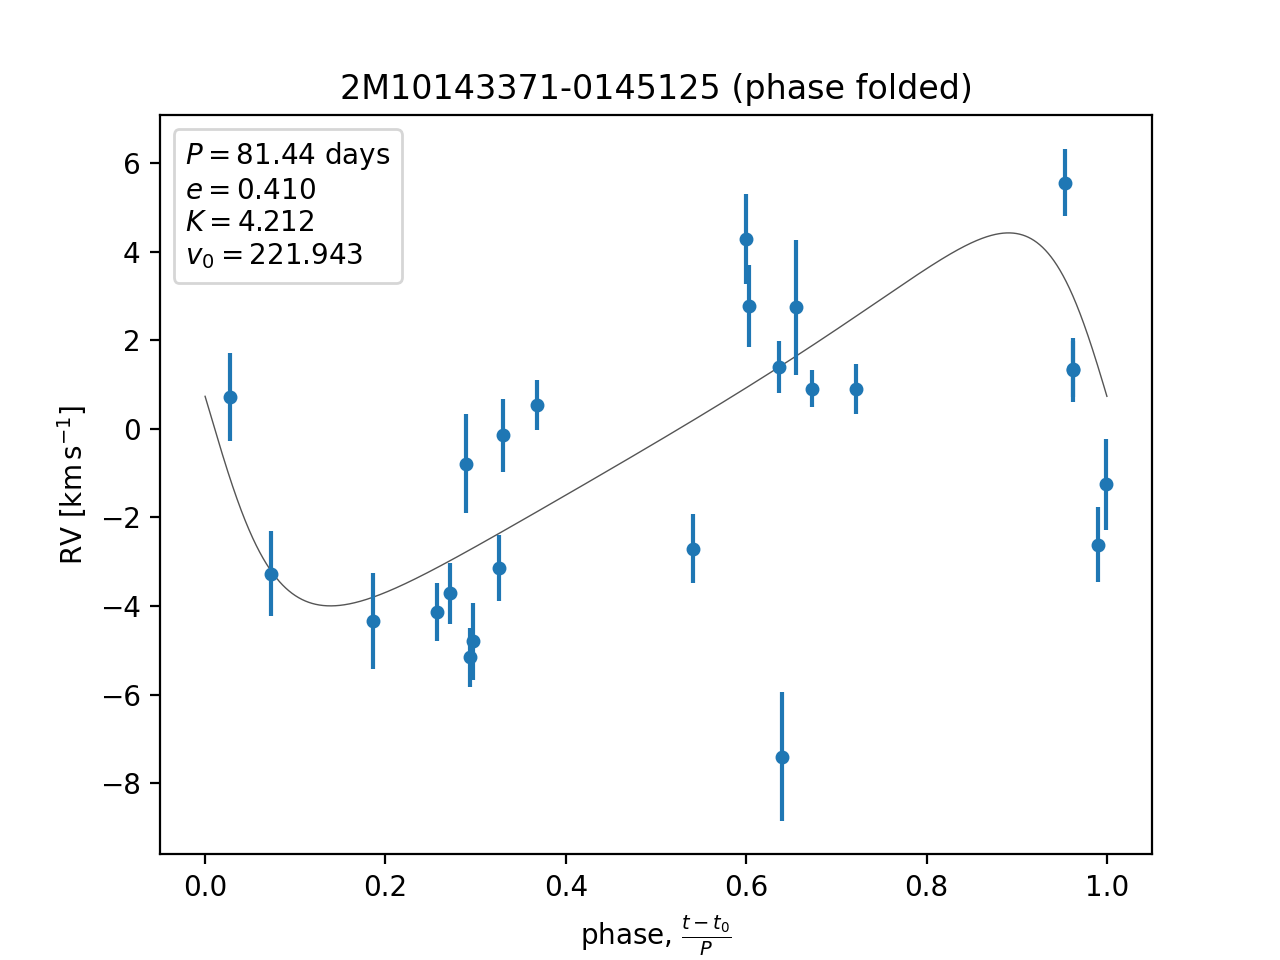 2M10143371-0145125 (phase folded)
P = 81.44 days
e = 0.410
K = 4.212
v₀ = 221.943
6
4
2
0
−2
−4
−6
−8
RV [km s⁻¹]
0.0 0.2 0.4 0.6 0.8 1.0
phase, (t − t₀)/P